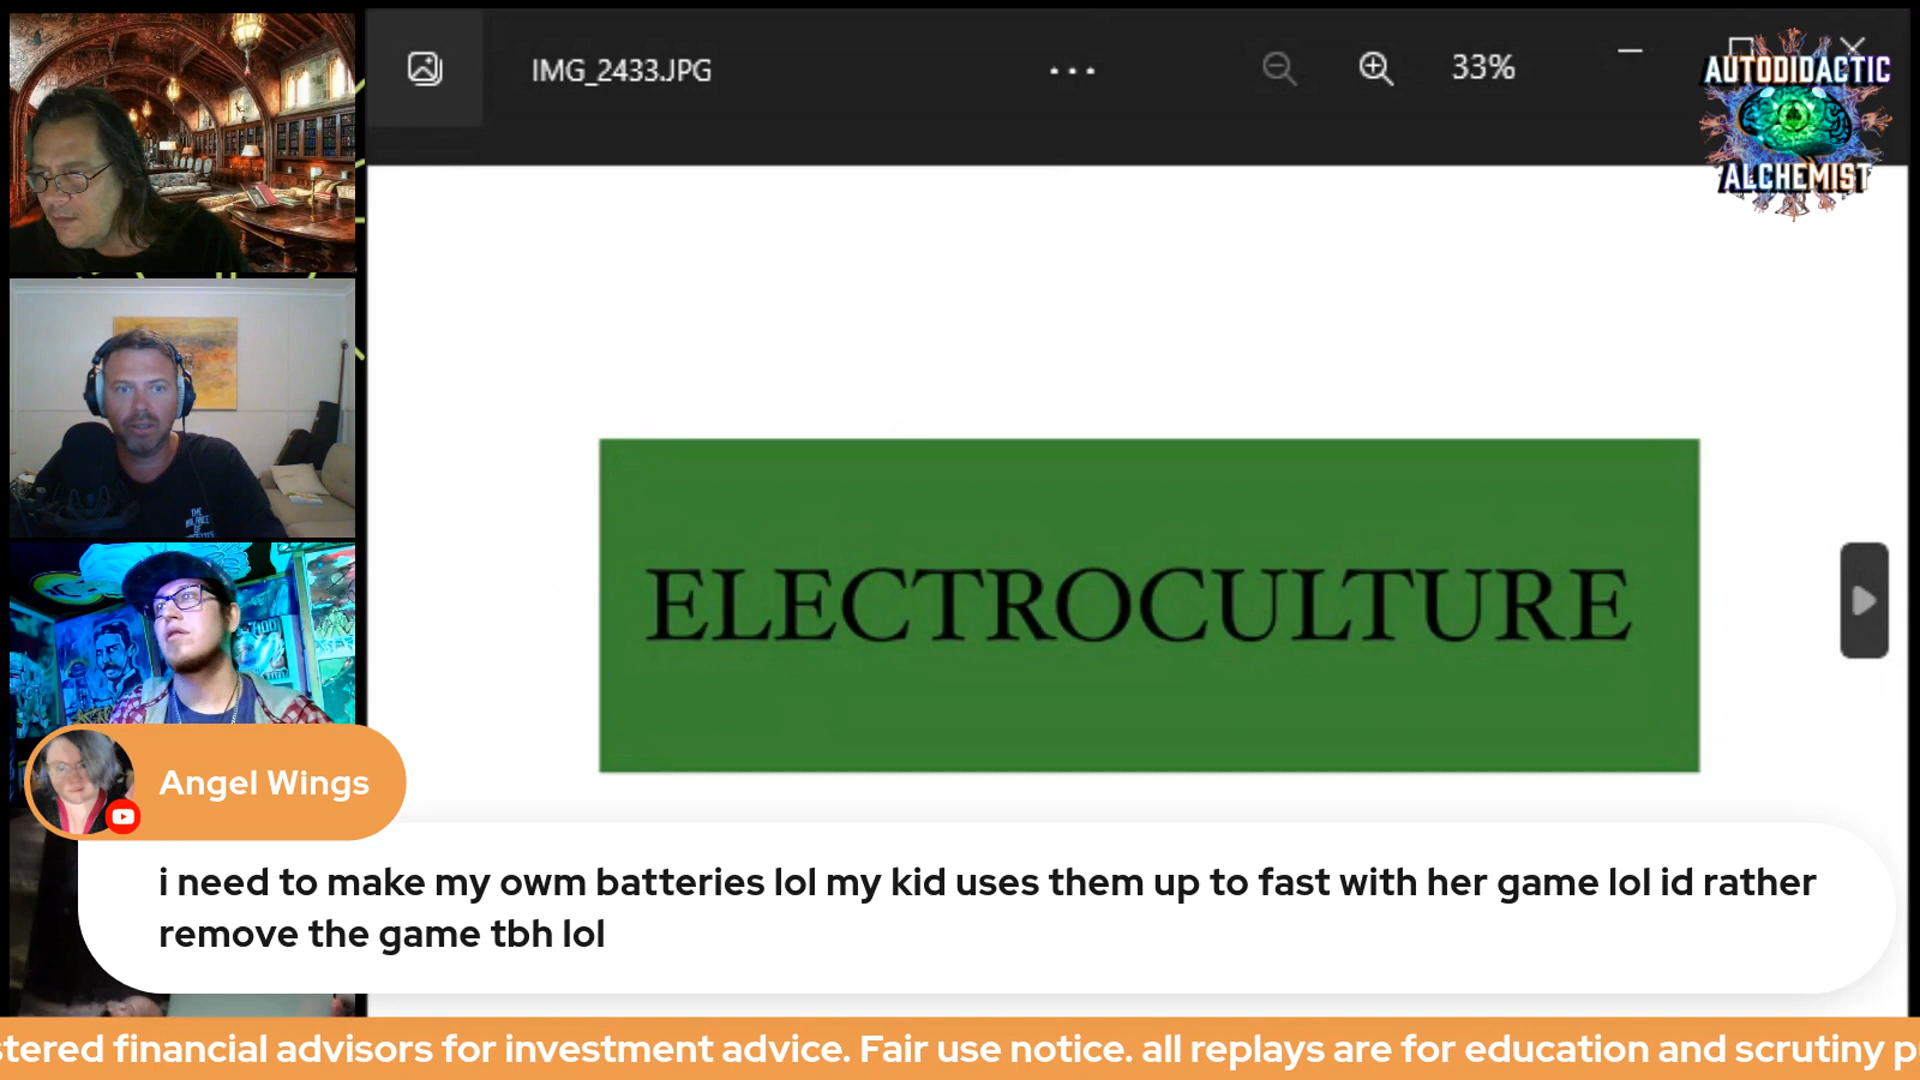 IMG_2433.JPG
33%
AUTODIDACTIC
ALCHEMIST
ELECTROCULTURE
THE
OF
Angel Wings
i need to make my owm batteries lol my kid uses them up to fast with her game lol id rather
remove the game tbh lol
stered financial advisors for investment advice. Fair use notice. all replays are for education and scrutiny p